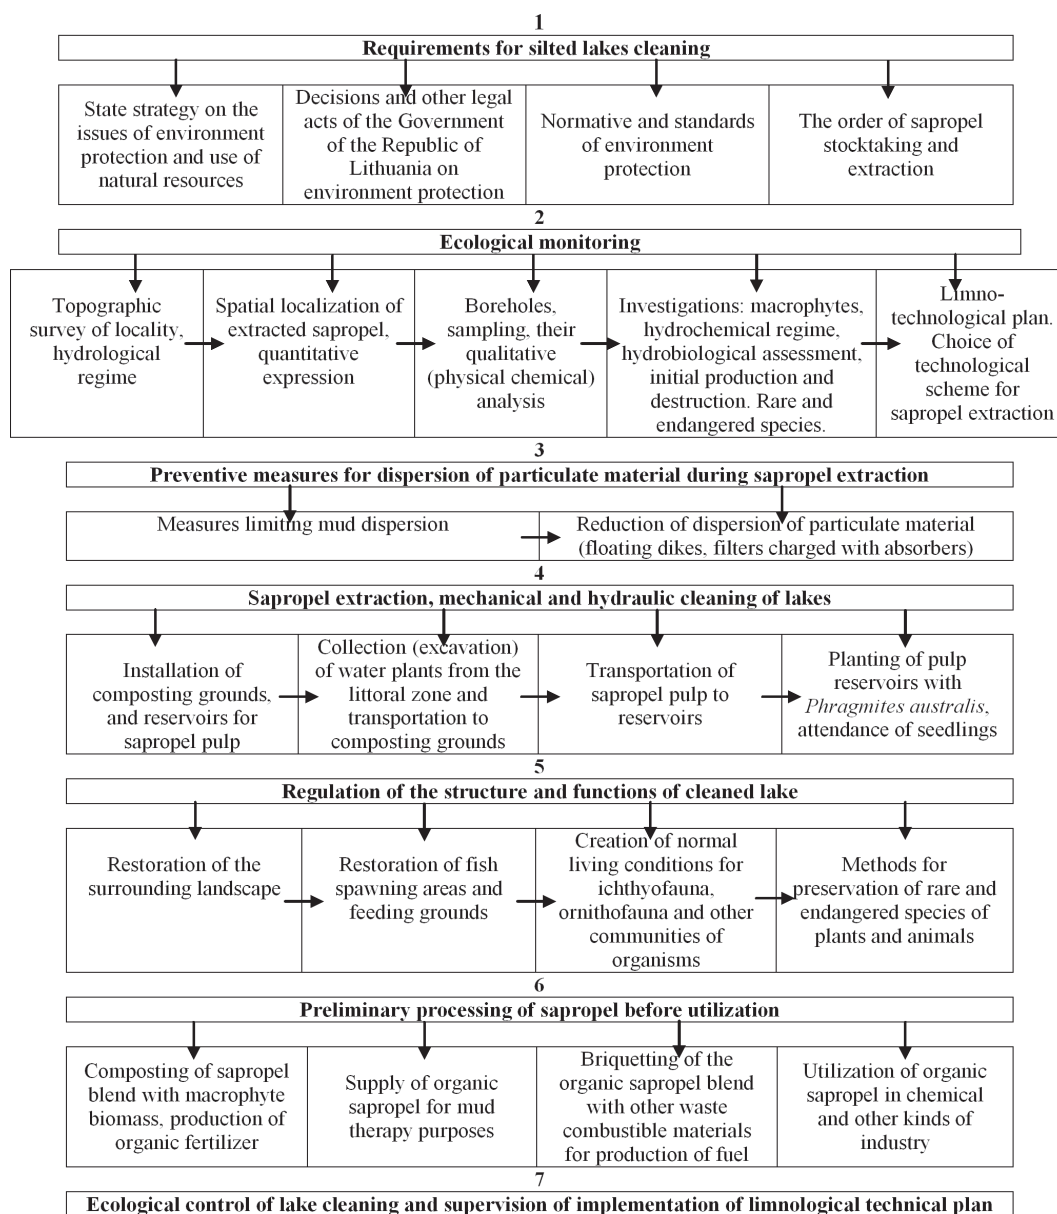 1
Requirements for silted lakes cleaning
State strategy on the
issues of environment
protection and use of
natural resources
Decisions and other legal
acts of the Government
of the Republic of
Lithuania on
environment protection
Normative and standards
of environment
protection
The order of sapropel
stocktaking and
extraction
2
Ecological monitoring
Topographic
survey of locality,
hydrological
regime
Spatial localization of
extracted sapropel,
quantitative
expression
Boreholes,
sampling, their
qualitative
(physical chemical)
analysis
Investigations: macrophytes,
hydrochemical regime,
hydrobiological assessment,
initial production and
destruction. Rare and
endangered species.
Limno-
technological plan.
Choice of
technological
scheme for
sapropel extraction
3
Preventive measures for dispersion of particulate material during sapropel extraction
Measures limiting mud dispersion
Reduction of dispersion of particulate material
(floating dikes, filters charged with absorbers)
4
Sapropel extraction, mechanical and hydraulic cleaning of lakes
Installation of
composting grounds,
and reservoirs for
sapropel pulp
Collection (excavation)
of water plants from the
littoral zone and
transportation to
composting grounds
Transportation of
sapropel pulp to
reservoirs
Planting of pulp
reservoirs with
Phragmites australis,
attendance of seedlings
5
Regulation of the structure and functions of cleaned lake
Restoration of the
surrounding landscape
Restoration of fish
spawning areas and
feeding grounds
Creation of normal
living conditions for
ichthyofauna,
ornithofauna and other
communities of
organisms
Methods for
preservation of rare and
endangered species of
plants and animals
6
Preliminary processing of sapropel before utilization
Composting of sapropel
blend with macrophyte
biomass, production of
organic fertilizer
Supply of organic
sapropel for mud
therapy purposes
Briquetting of the
organic sapropel blend
with other waste
combustible materials
for production of fuel
Utilization of organic
sapropel in chemical
and other kinds of
industry
7
Ecological control of lake cleaning and supervision of implementation of limnological technical plan